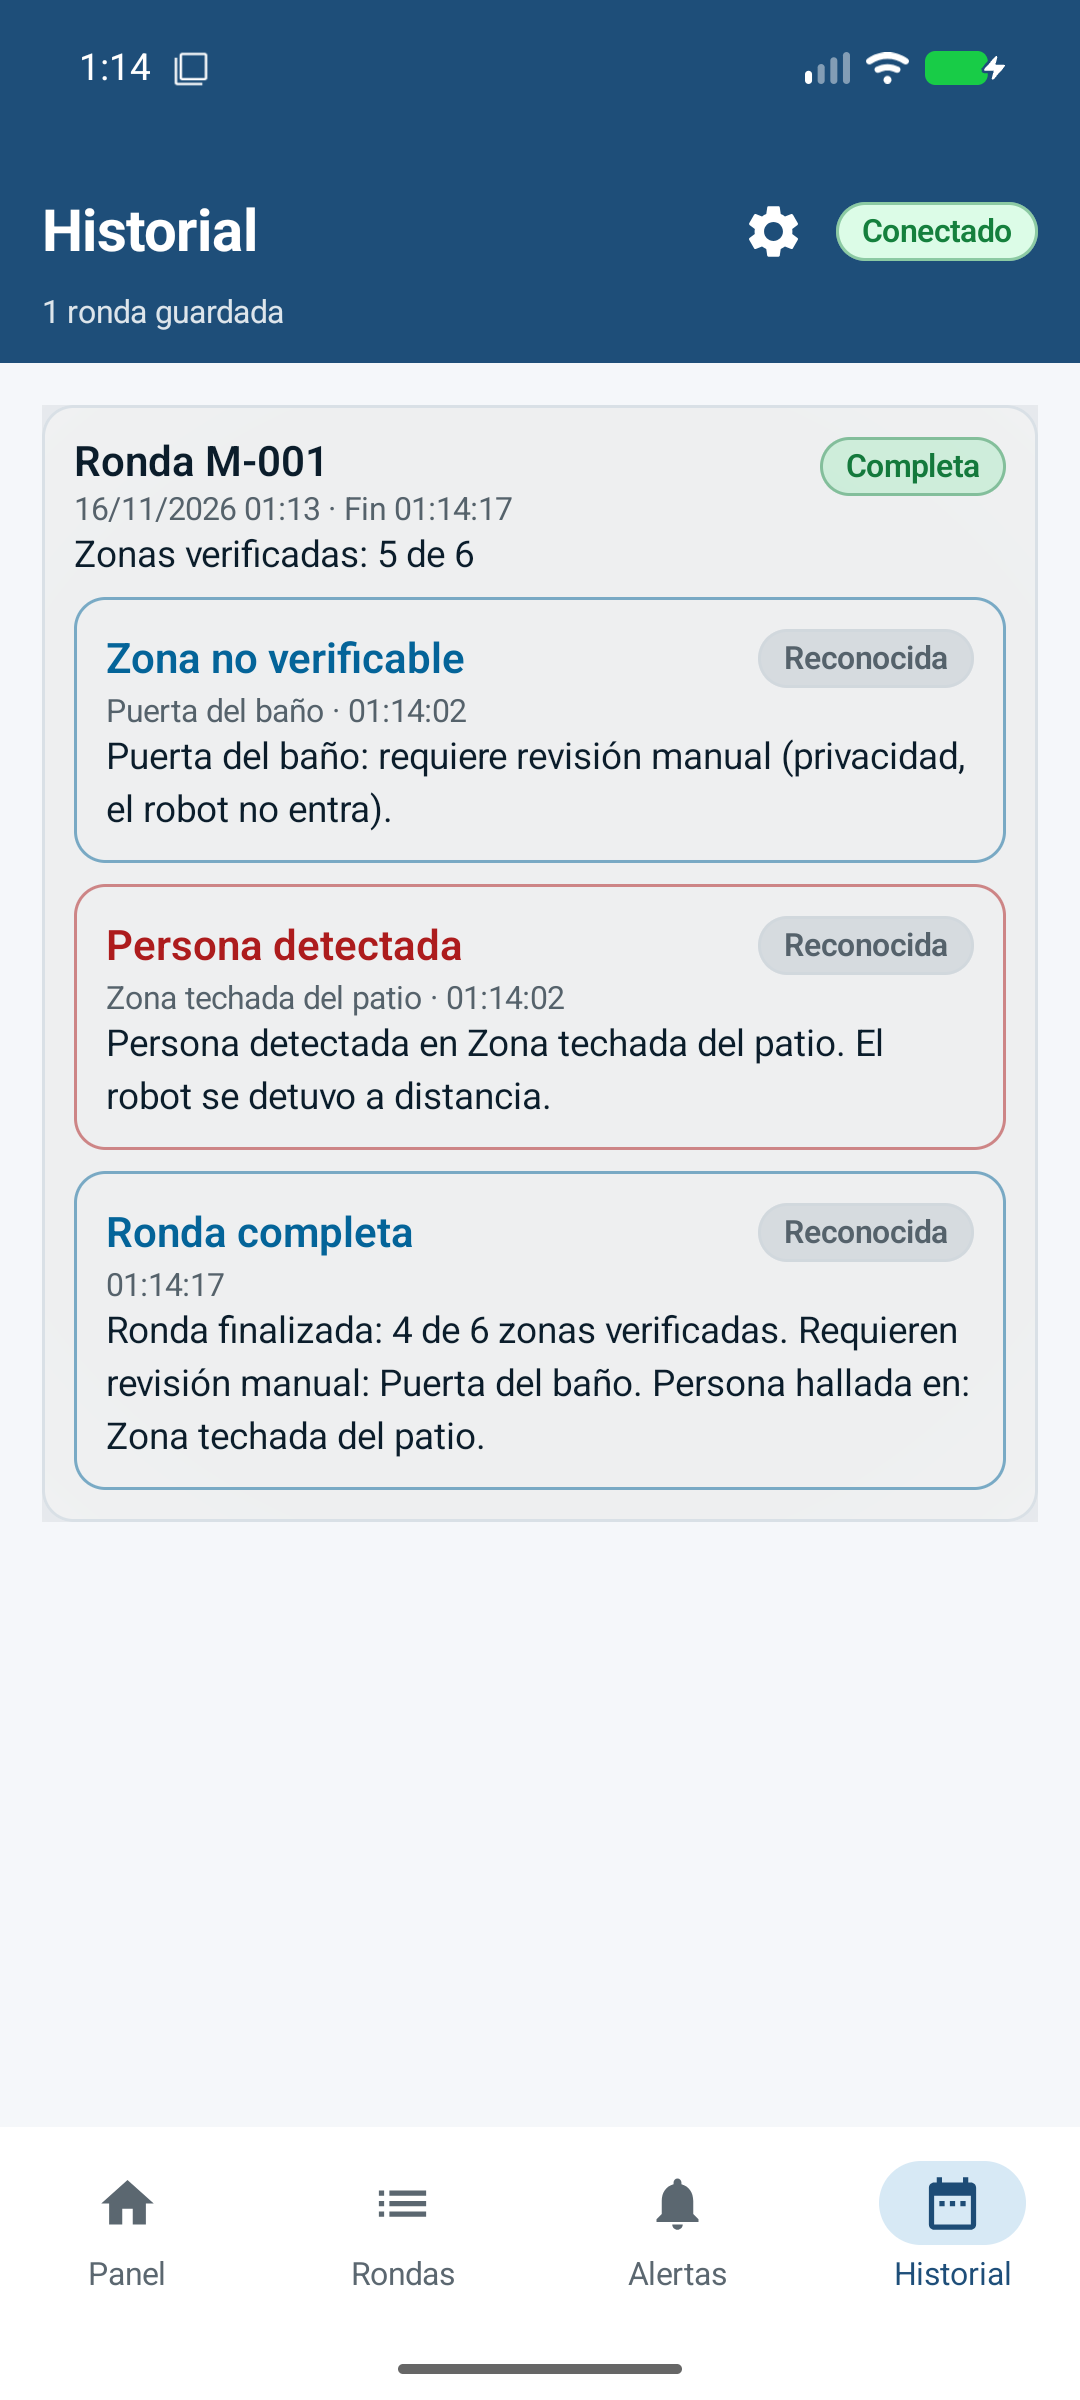 1:14
Historial
Conectado
1 ronda guardada
Ronda M-001
Completa
16/11/2026 01:13 · Fin 01:14:17
Zonas verificadas: 5 de 6
Zona no verificable
Reconocida
Puerta del baño · 01:14:02
Puerta del baño: requiere revisión manual (privacidad,
el robot no entra).
Persona detectada
Reconocida
Zona techada del patio · 01:14:02
Persona detectada en Zona techada del patio. El
robot se detuvo a distancia.
Ronda completa
Reconocida
01:14:17
Ronda finalizada: 4 de 6 zonas verificadas. Requieren
revisión manual: Puerta del baño. Persona hallada en:
Zona techada del patio.
Panel
Rondas
Alertas
Historial